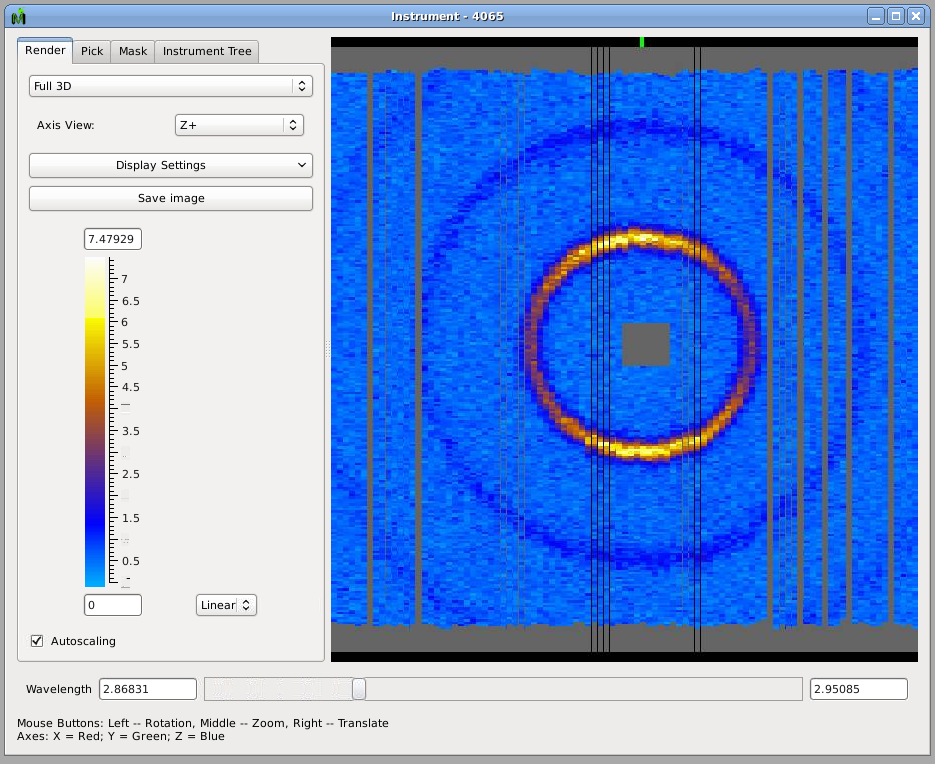 Instrument - 4065
Render Pick Mask Instrument Tree
Full 3D
Axis View: Z+
Display Settings
Save image
7.47929
7
6.5
6
5.5
5
4.5
3.5
2.5
1.5
0.5
0 Linear
Autoscaling
Wavelength 2.86831 2.95085
Mouse Buttons: Left -- Rotation, Middle -- Zoom, Right -- Translate
Axes: X = Red; Y = Green; Z = Blue